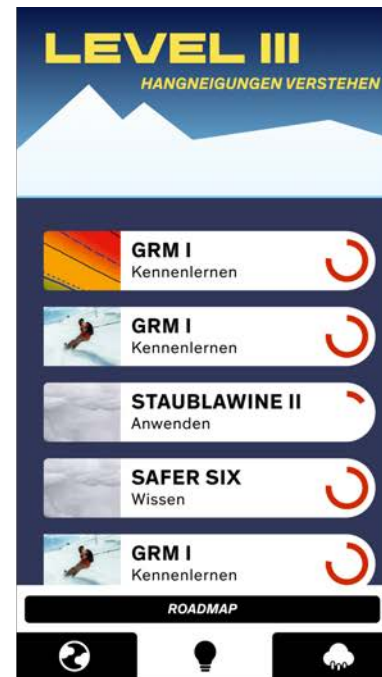 LEVEL III
HANGNEIGUNGEN VERSTEHEN
GRM I
Kennenlernen
GRM I
Kennenlernen
STAUBLAWINE II
Anwenden
SAFER SIX
Wissen
GRM I
Kennenlernen
ROADMAP